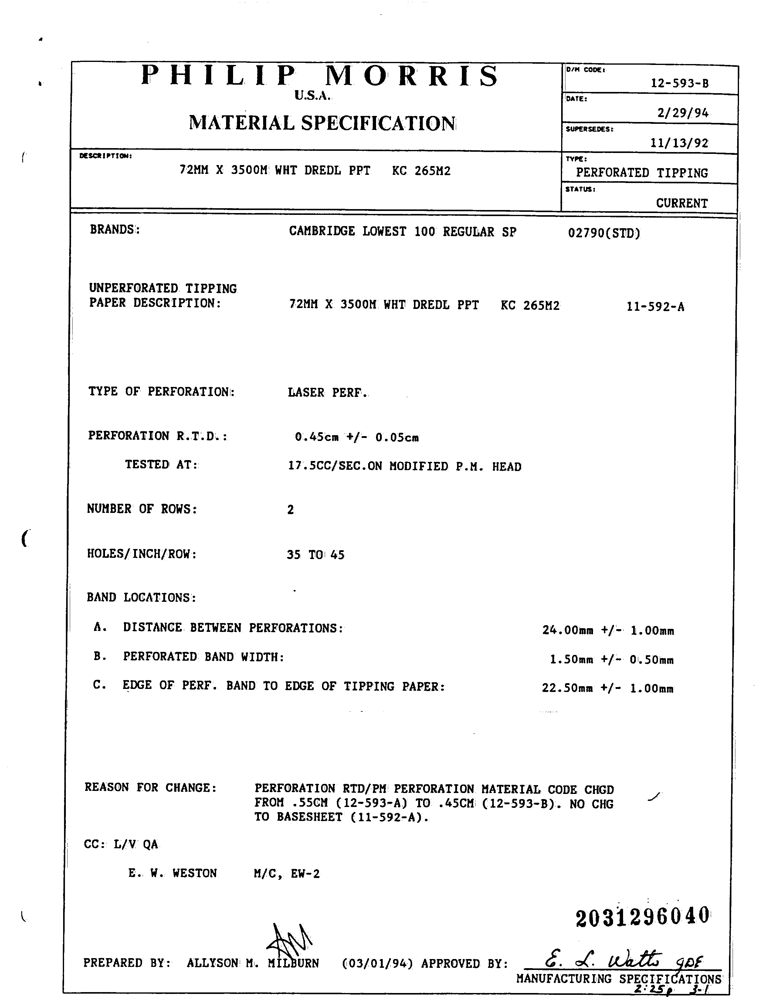 PHILIP MORRIS
U.S.A.
MATERIAL SPECIFICATION
D/M CODE:
12-593-B
DATE:
2/29/94
SUPERSEDES:
11/13/92
DESCRIPTION:
72MM X 3500M WHT DREDL PPT KC 265M2
TYPE:
PERFORATED TIPPING
STATUS:
CURRENT
BRANDS: CAMBRIDGE LOWEST 100 REGULAR SP 02790(STD)
UNPERFORATED TIPPING
PAPER DESCRIPTION: 72MM X 3500M WHT DREDL PPT KC 265M2 11-592-A
TYPE OF PERFORATION: LASER PERF.
PERFORATION R.T.D.: 0.45cm +/- 0.05cm
TESTED AT: 17.5CC/SEC.ON MODIFIED P.M. HEAD
NUMBER OF ROWS: 2
HOLES/INCH/ROW: 35 TO 45
BAND LOCATIONS:
A. DISTANCE BETWEEN PERFORATIONS: 24.00mm +/- 1.00mm
B. PERFORATED BAND WIDTH: 1.50mm +/- 0.50mm
C. EDGE OF PERF. BAND TO EDGE OF TIPPING PAPER: 22.50mm +/- 1.00mm
REASON FOR CHANGE: PERFORATION RTD/PM PERFORATION MATERIAL CODE CHGD
FROM .55CM (12-593-A) TO .45CM (12-593-B). NO CHG
TO BASESHEET (11-592-A).
CC: L/V QA
E. W. WESTON M/C, EW-2
2031296040
PREPARED BY: ALLYSON M. MILBURN (03/01/94) APPROVED BY: E. L. Watts
MANUFACTURING SPECIFICATIONS
2:25p 3-1